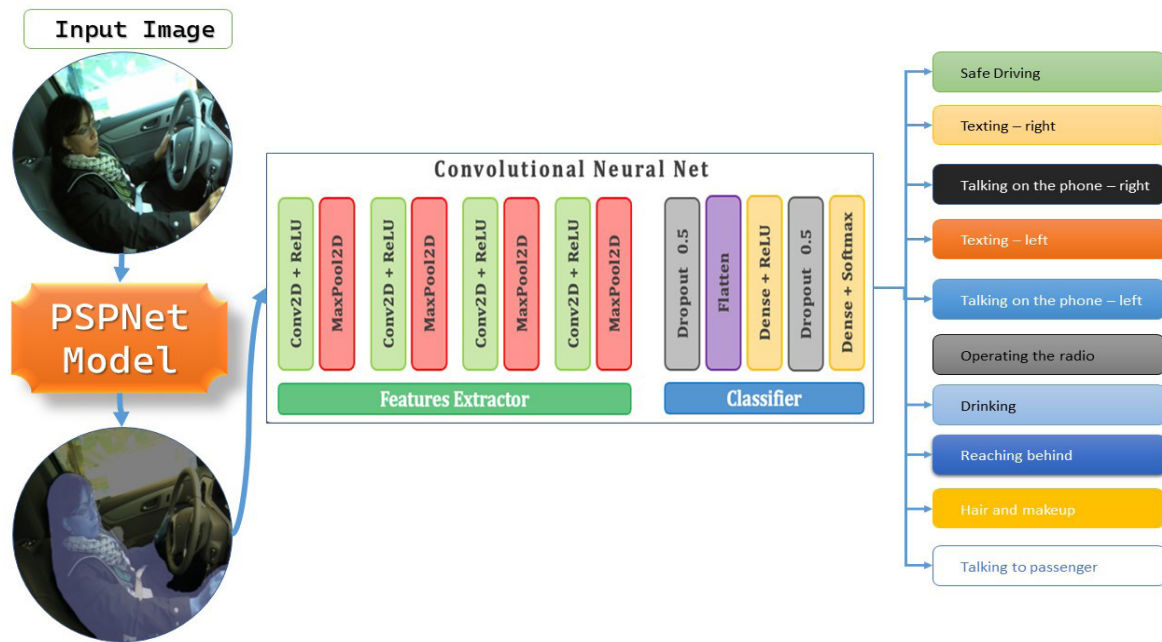 Input Image
PSPNet
Model
Convolutional Neural Net
Conv2D + ReLU
MaxPool2D
Conv2D + ReLU
MaxPool2D
Conv2D + ReLU
MaxPool2D
Conv2D + ReLU
MaxPool2D
Features Extractor
Dropout 0.5
Flatten
Dense + ReLU
Dropout 0.5
Dense + Softmax
Classifier
Safe Driving
Texting – right
Talking on the phone – right
Texting – left
Talking on the phone – left
Operating the radio
Drinking
Reaching behind
Hair and makeup
Talking to passenger